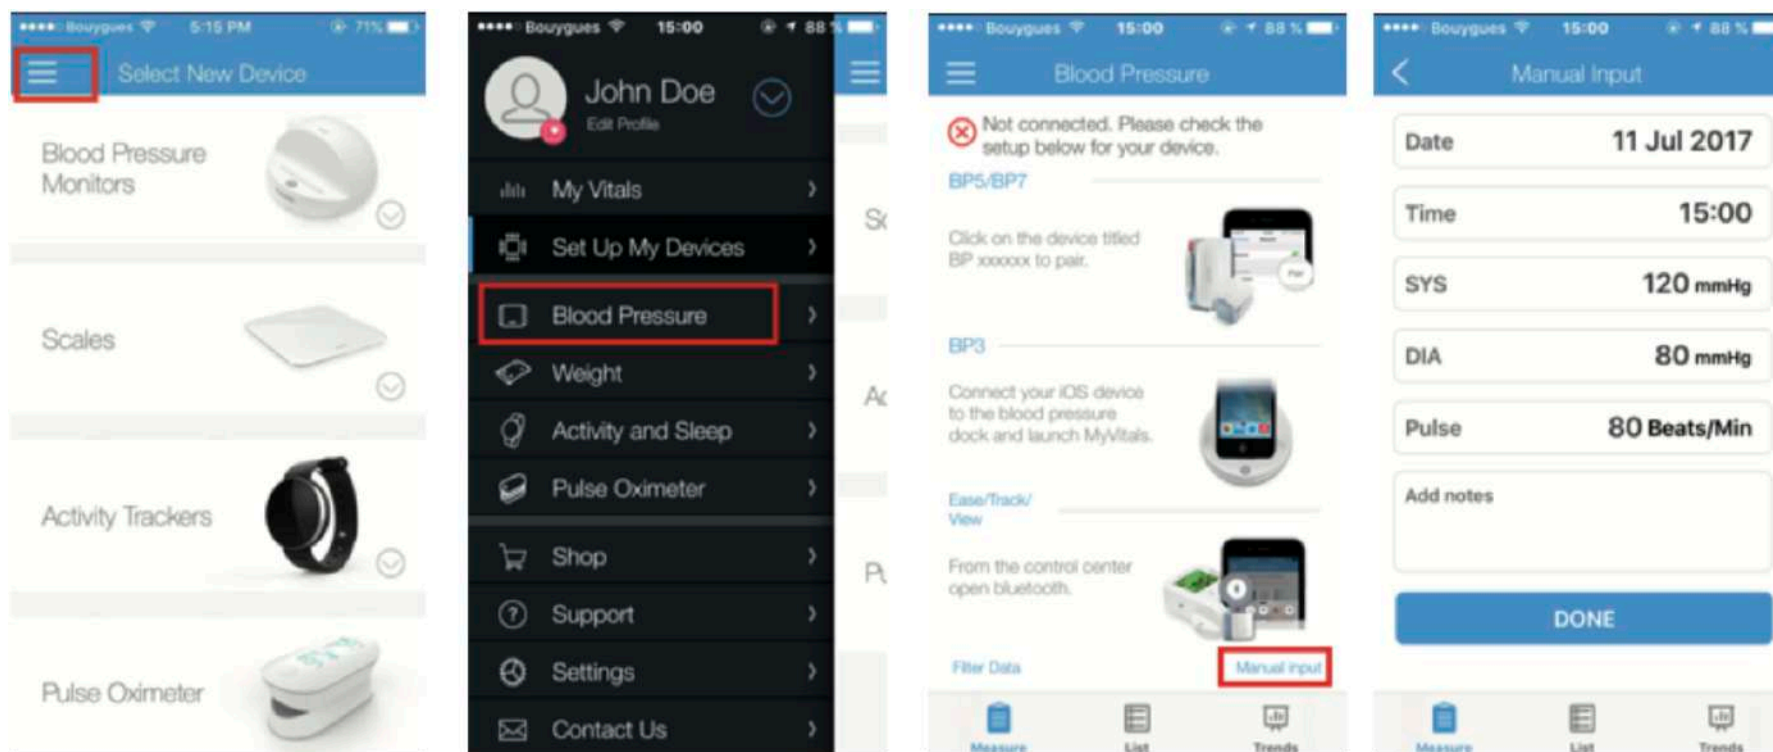 Bouygues 5:15 PM 71%
Select New Device
Blood Pressure
Monitors
Scales
Activity Trackers
Pulse Oximeter
Bouygues 15:00 88 %
John Doe
Edit Profile
My Vitals
Set Up My Devices
Blood Pressure
Weight
Activity and Sleep
Pulse Oximeter
Shop
Support
Settings
Contact Us
Bouygues 15:00 88 %
Blood Pressure
Not connected. Please check the
setup below for your device.
BP5/BP7
Click on the device titled
BP xxxxxx to pair.
Pair
BP3
Connect your iOS device
to the blood pressure
dock and launch MyVitals.
Ease/Track/
View
From the control center
open bluetooth.
Filter Data Manual input
Measure List Trends
Bouygues 15:00 88 %
Manual Input
Date 11 Jul 2017
Time 15:00
SYS 120 mmHg
DIA 80 mmHg
Pulse 80 Beats/Min
Add notes
DONE
Measure List Trends